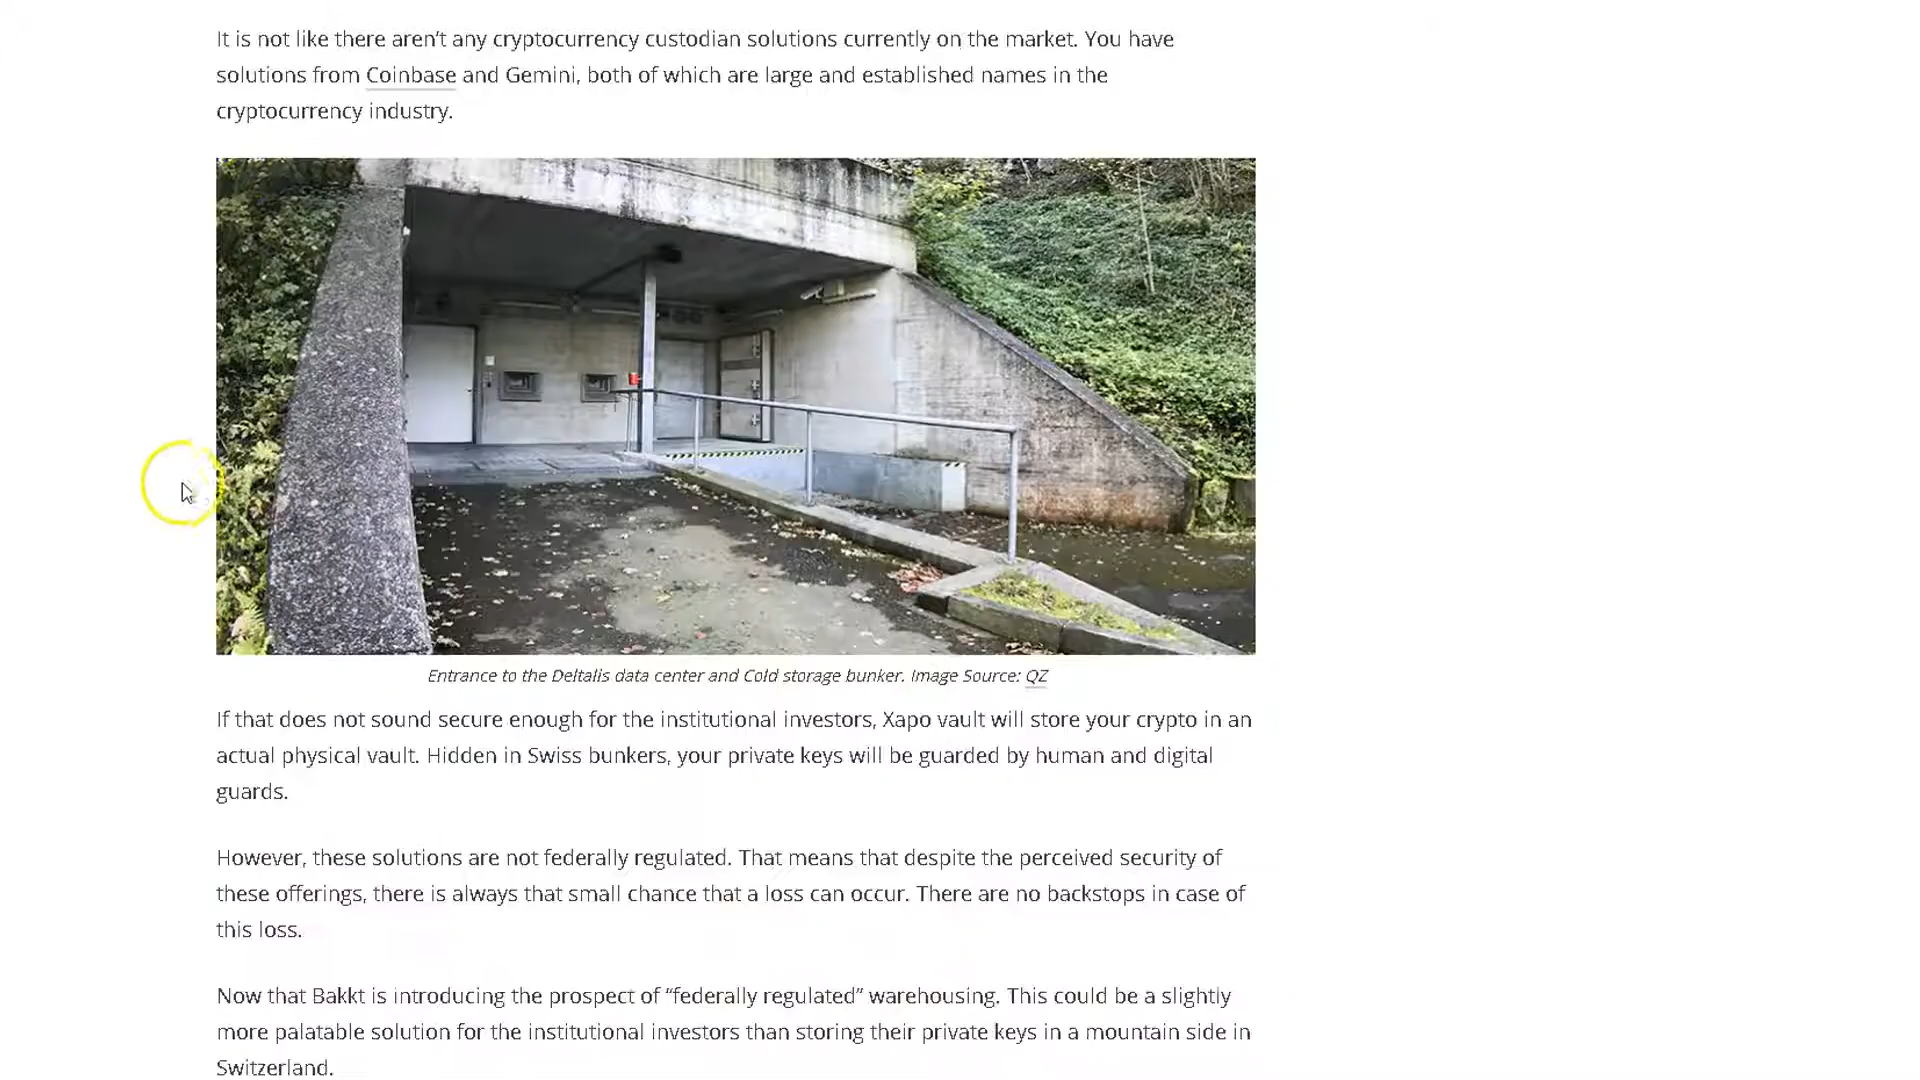 It is not like there aren’t any cryptocurrency custodian solutions currently on the market. You have
solutions from Coinbase and Gemini, both of which are large and established names in the
cryptocurrency industry.
Entrance to the Deltalis data center and Cold storage bunker. Image Source: QZ
If that does not sound secure enough for the institutional investors, Xapo vault will store your crypto in an
actual physical vault. Hidden in Swiss bunkers, your private keys will be guarded by human and digital
guards.
However, these solutions are not federally regulated. That means that despite the perceived security of
these offerings, there is always that small chance that a loss can occur. There are no backstops in case of
this loss.
Now that Bakkt is introducing the prospect of “federally regulated” warehousing. This could be a slightly
more palatable solution for the institutional investors than storing their private keys in a mountain side in
Switzerland.